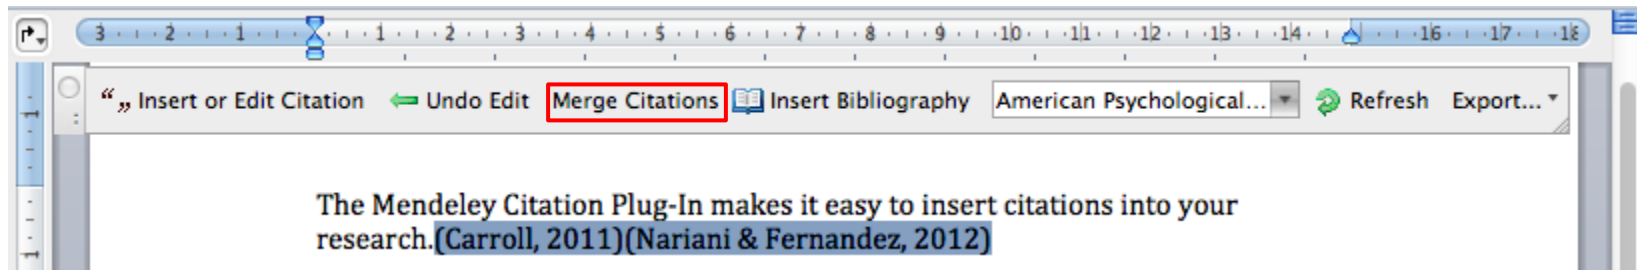 3 2 1 1 2 3 4 5 6 7 8 9 10 11 12 13 14 16 17 18
“ „ Insert or Edit Citation Undo Edit Merge Citations Insert Bibliography American Psychological... Refresh Export...
1
The Mendeley Citation Plug-In makes it easy to insert citations into your
research.(Carroll, 2011)(Nariani & Fernandez, 2012)
1